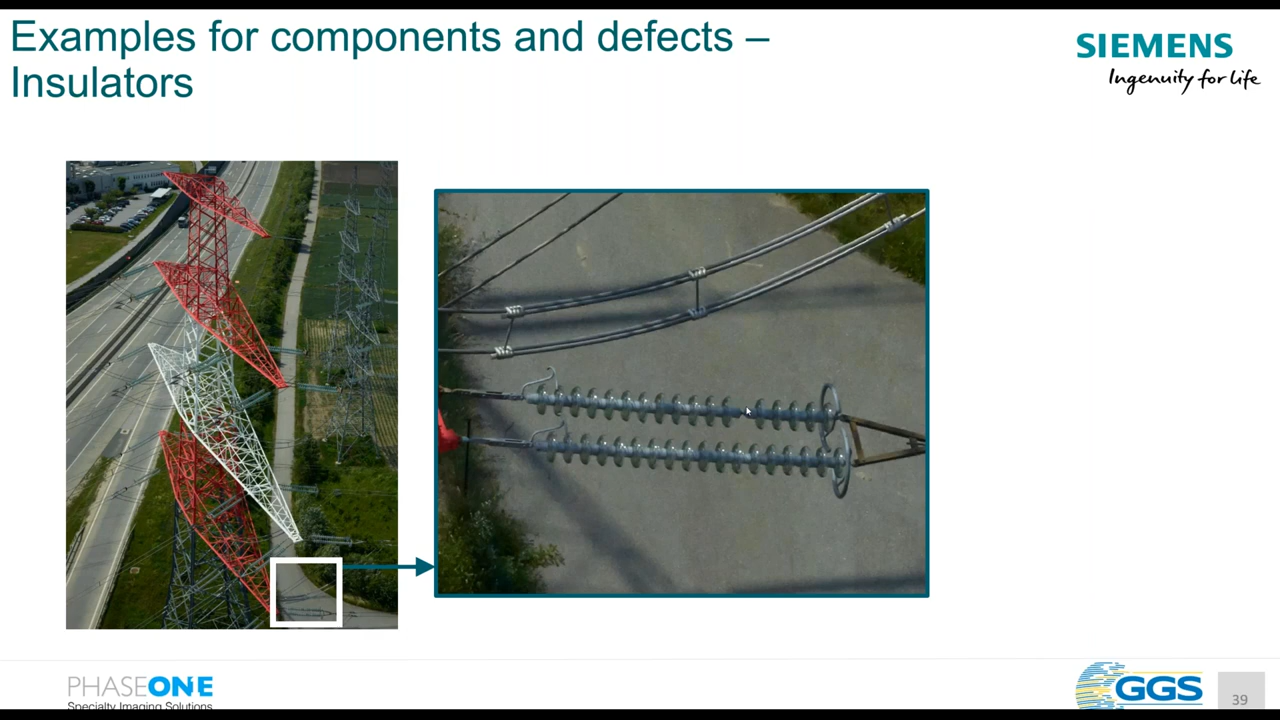 Examples for components and defects –
Insulators
SIEMENS
Ingenuity for life
PHASEONE
Specialty Imaging Solutions
GGS
39